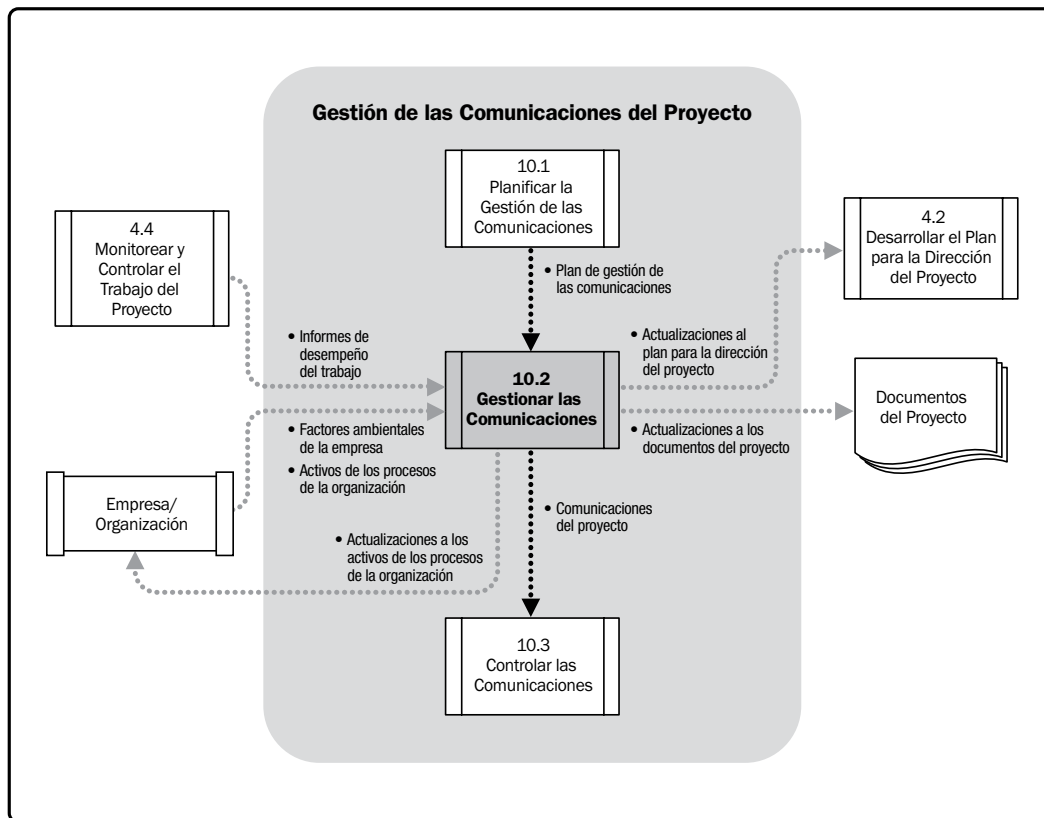 Gestión de las Comunicaciones del Proyecto
10.1
Planificar la
Gestión de las
Comunicaciones
4.4
Monitorear y
Controlar el
Trabajo del
Proyecto
4.2
Desarrollar el Plan
para la Dirección
del Proyecto
• Plan de gestión de
las comunicaciones
• Informes de
desempeño
del trabajo
• Actualizaciones al
plan para la dirección
del proyecto
10.2
Gestionar las
Comunicaciones
Documentos
del Proyecto
• Factores ambientales
de la empresa
• Activos de los procesos
de la organización
• Actualizaciones a los
documentos del proyecto
Empresa/
Organización
• Comunicaciones
del proyecto
• Actualizaciones a los
activos de los procesos
de la organización
10.3
Controlar las
Comunicaciones